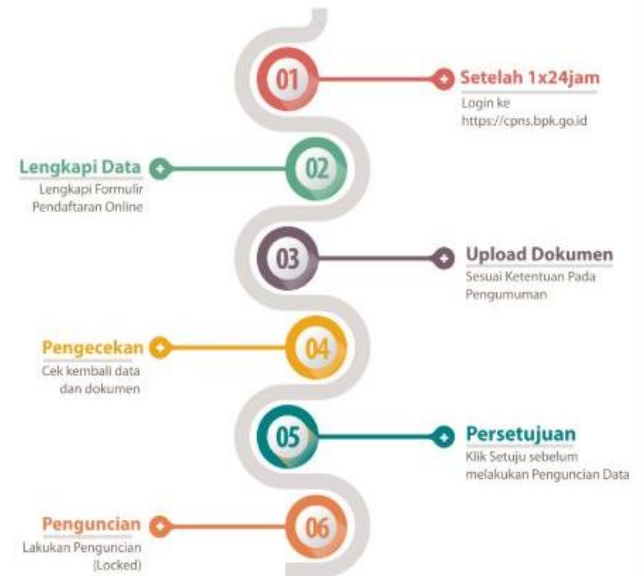 01
Setelah 1x24jam
Login ke
https://cpns.bpk.go.id
02
Lengkapi Data
Lengkapi Formulir
Pendaftaran Online
03
Upload Dokumen
Sesuai Ketentuan Pada
Pengumuman
04
Pengecekan
Cek kembali data
dan dokumen
05
Persetujuan
Klik Setuju sebelum
melakukan Penguncian Data
06
Penguncian
Lakukan Penguncian
(Locked)